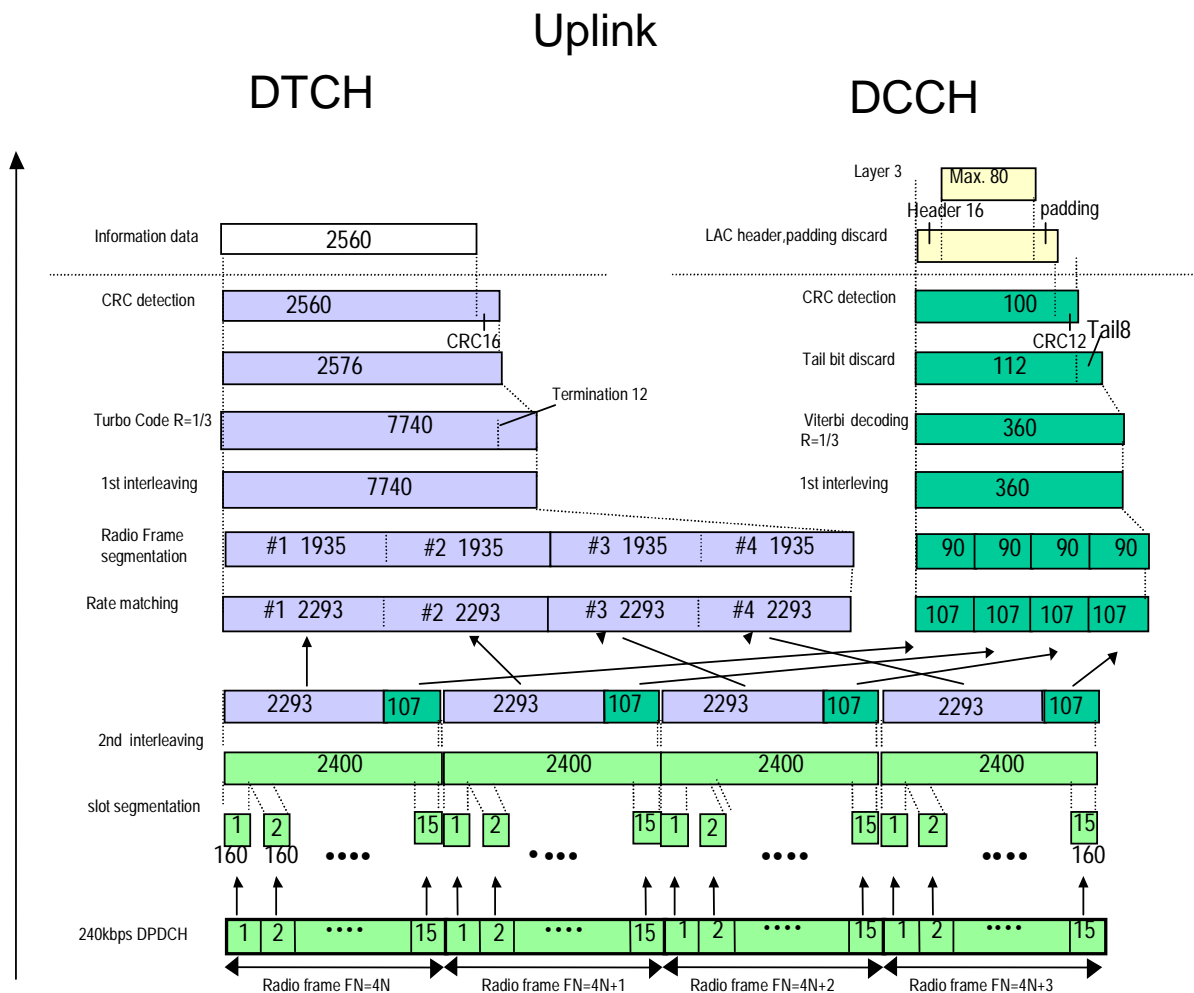 Uplink
DTCH
DCCH
Layer 3
Max. 80
Header 16
padding
Information data
2560
LAC header,padding discard
CRC detection
2560
CRC detection
100
CRC16
CRC12
Tail8
2576
Tail bit discard
112
Termination 12
Turbo Code R=1/3
7740
Viterbi decoding
R=1/3
360
1st interleaving
7740
1st interleving
360
Radio Frame
segmentation
#1 1935
#2 1935
#3 1935
#4 1935
90
90
90
90
Rate matching
#1 2293
#2 2293
#3 2293
#4 2293
107
107
107
107
2293
107
2293
107
2293
107
2293
107
2nd interleaving
2400
2400
2400
2400
slot segmentation
1
2
15
1
2
15
1
2
15
1
2
15
160
160
••••
••••
••••
••••
160
240kbps DPDCH
1
2
••••
15
1
2
••••
15
1
2
••••
15
1
2
••••
15
Radio frame FN=4N
Radio frame FN=4N+1
Radio frame FN=4N+2
Radio frame FN=4N+3